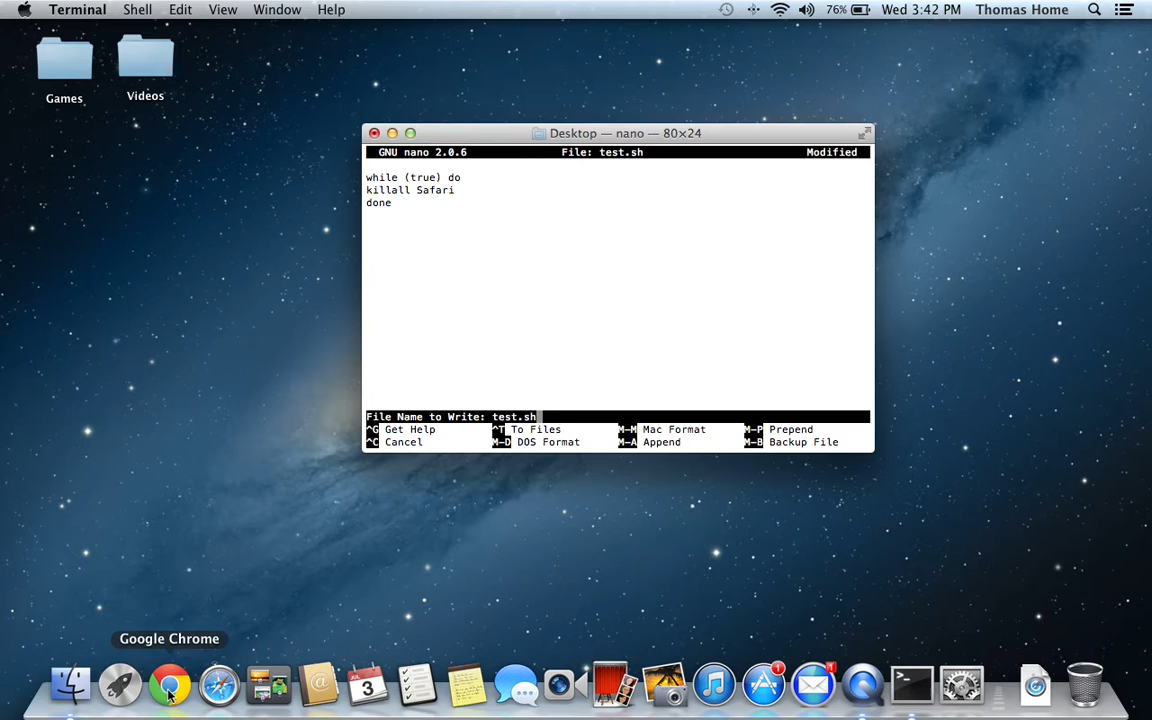 Terminal Shell Edit View Window Help 76% Wed 3:42 PM Thomas Home
Games Videos
Desktop — nano — 80×24
GNU nano 2.0.6 File: test.sh Modified
while (true) do
killall Safari
done
File Name to Write: test.sh
^G Get Help ^T To Files M-M Mac Format M-P Prepend
^C Cancel M-D DOS Format M-A Append M-B Backup File
Google Chrome
3
1
1
>_